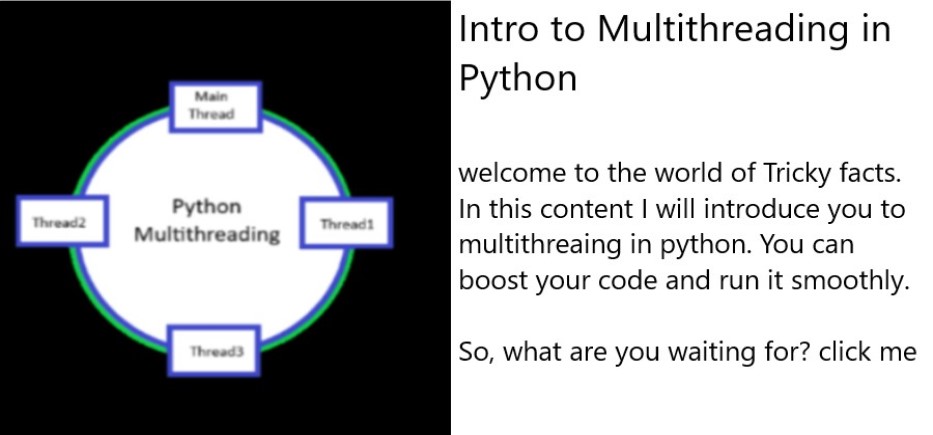 Main
Thread
Thread2
Python
Multithreading
Thread1
Thread3
Intro to Multithreading in
Python
welcome to the world of Tricky facts.
In this content I will introduce you to
multithreaing in python. You can
boost your code and run it smoothly.
So, what are you waiting for? click me